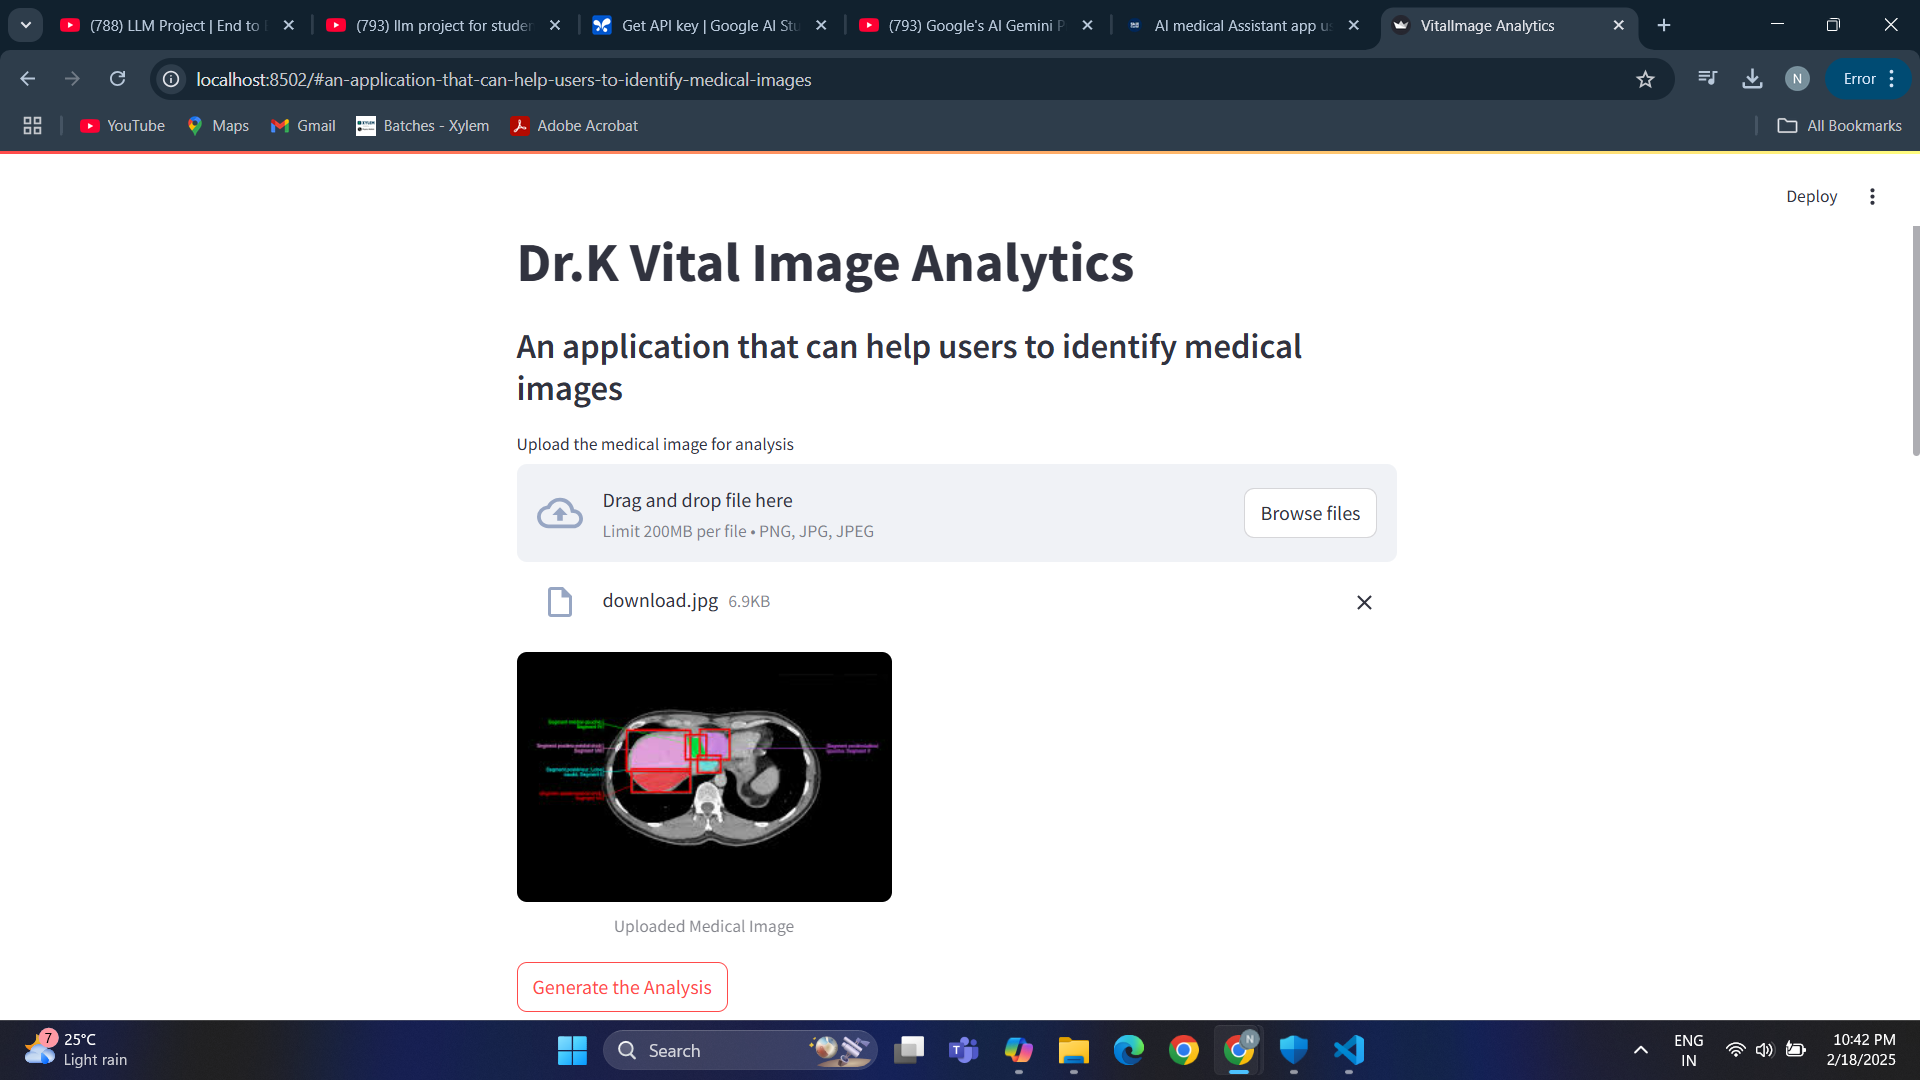 (788) LLM Project | End to
(793) llm project for studen
Get API key | Google AI Stu
(793) Google's AI Gemini P
AI medical Assistant app us
VitalImage Analytics
localhost:8502/#an-application-that-can-help-users-to-identify-medical-images
N
Error
YouTube
Maps
Gmail
Batches - Xylem
Adobe Acrobat
All Bookmarks
Deploy
Dr.K Vital Image Analytics
An application that can help users to identify medical
images
Upload the medical image for analysis
Drag and drop file here
Limit 200MB per file • PNG, JPG, JPEG
Browse files
download.jpg 6.9KB
Uploaded Medical Image
Generate the Analysis
7
25°C
Light rain
Search
N
ENG
IN
10:42 PM
2/18/2025